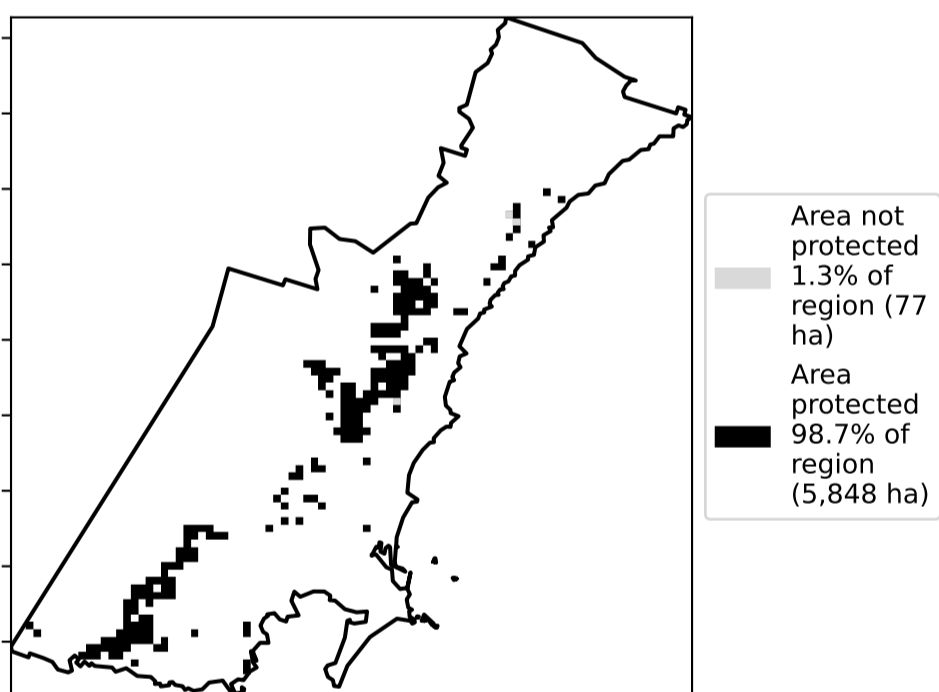 Area not
protected
1.3% of
region (77
ha)
Area
protected
98.7% of
region
(5,848 ha)